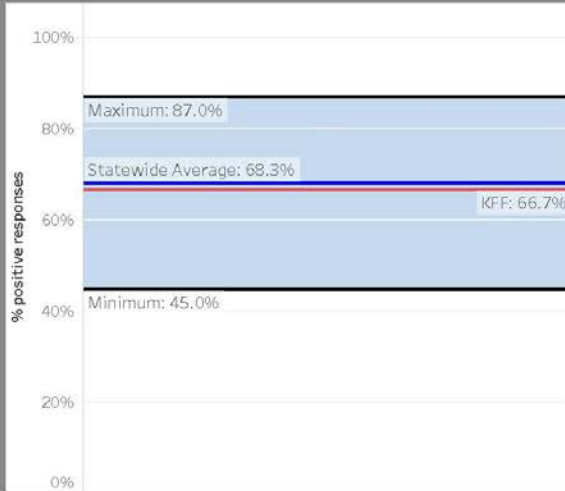 100%
Maximum: 87.0%
80%
Statewide Average: 68.3%
KFF: 66.7%
60%
Minimum: 45.0%
40%
20%
0%
% positive responses